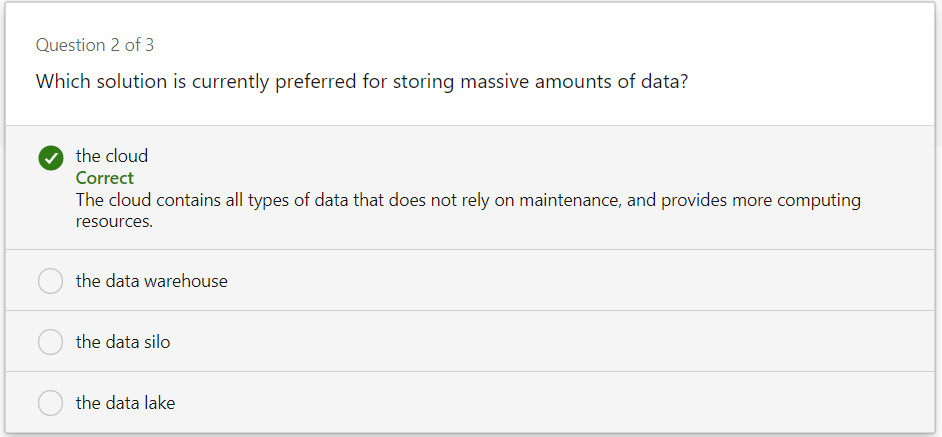 Question 2 of 3
Which solution is currently preferred for storing massive amounts of data?
the cloud
Correct
The cloud contains all types of data that does not rely on maintenance, and provides more computing
resources.
the data warehouse
the data silo
the data lake